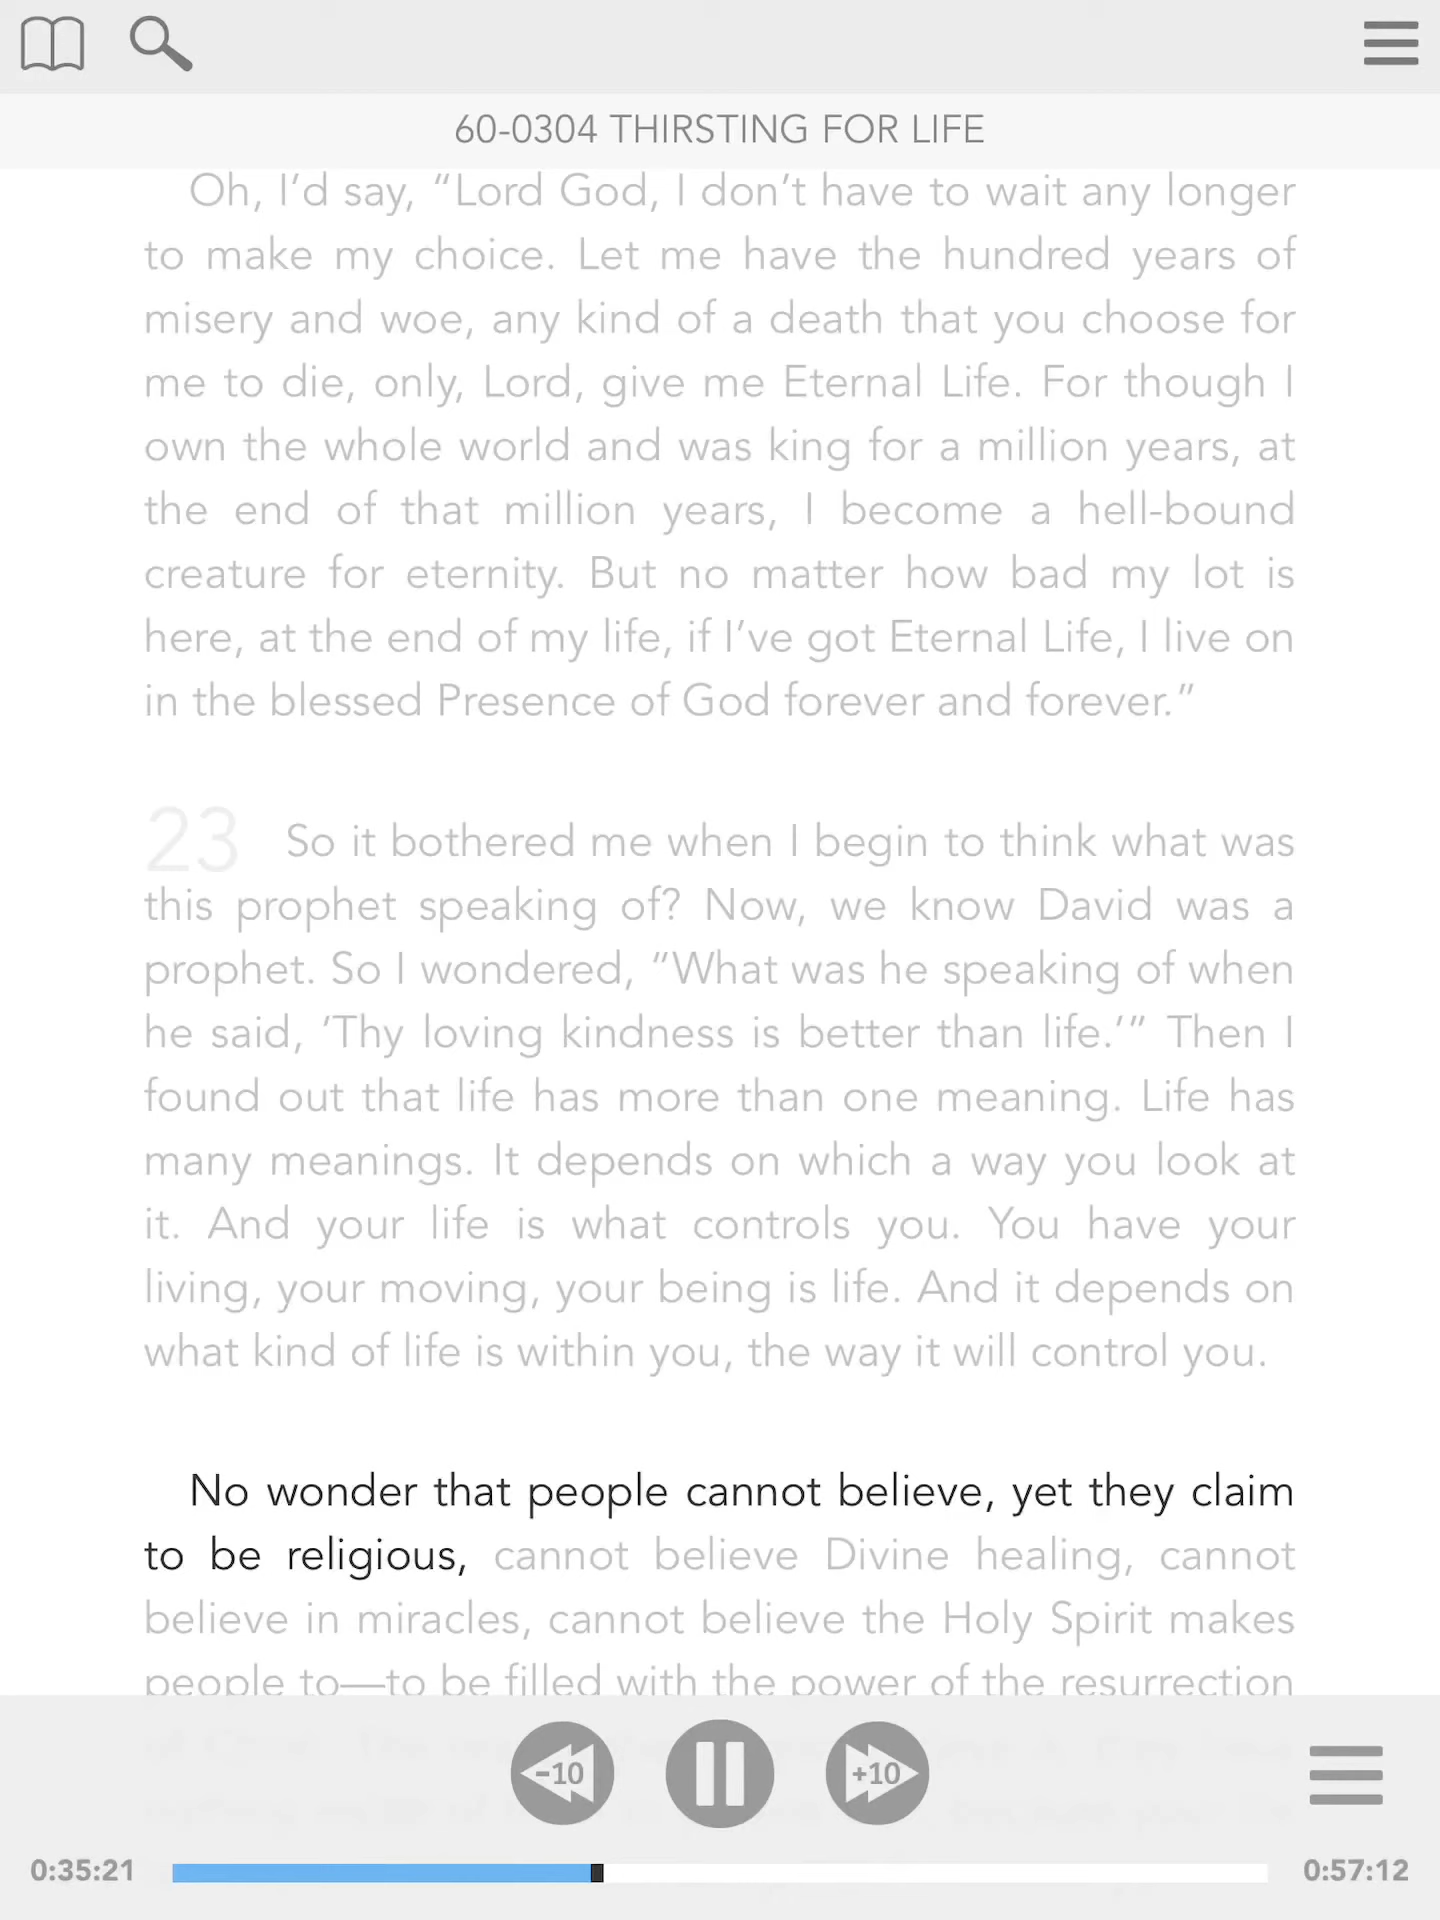 60-0304 THIRSTING FOR LIFE
Oh, I’d say, “Lord God, I don’t have to wait any longer
to make my choice. Let me have the hundred years of
misery and woe, any kind of a death that you choose for
me to die, only, Lord, give me Eternal Life. For though I
own the whole world and was king for a million years, at
the end of that million years, I become a hell-bound
creature for eternity. But no matter how bad my lot is
here, at the end of my life, if I’ve got Eternal Life, I live on
in the blessed Presence of God forever and forever.”
23 So it bothered me when I begin to think what was
this prophet speaking of? Now, we know David was a
prophet. So I wondered, “What was he speaking of when
he said, ‘Thy loving kindness is better than life.’” Then I
found out that life has more than one meaning. Life has
many meanings. It depends on which a way you look at
it. And your life is what controls you. You have your
living, your moving, your being is life. And it depends on
what kind of life is within you, the way it will control you.
No wonder that people cannot believe, yet they claim
to be religious, cannot believe Divine healing, cannot
believe in miracles, cannot believe the Holy Spirit makes
people to—to be filled with the power of the resurrection
-10 +10
0:35:21 0:57:12